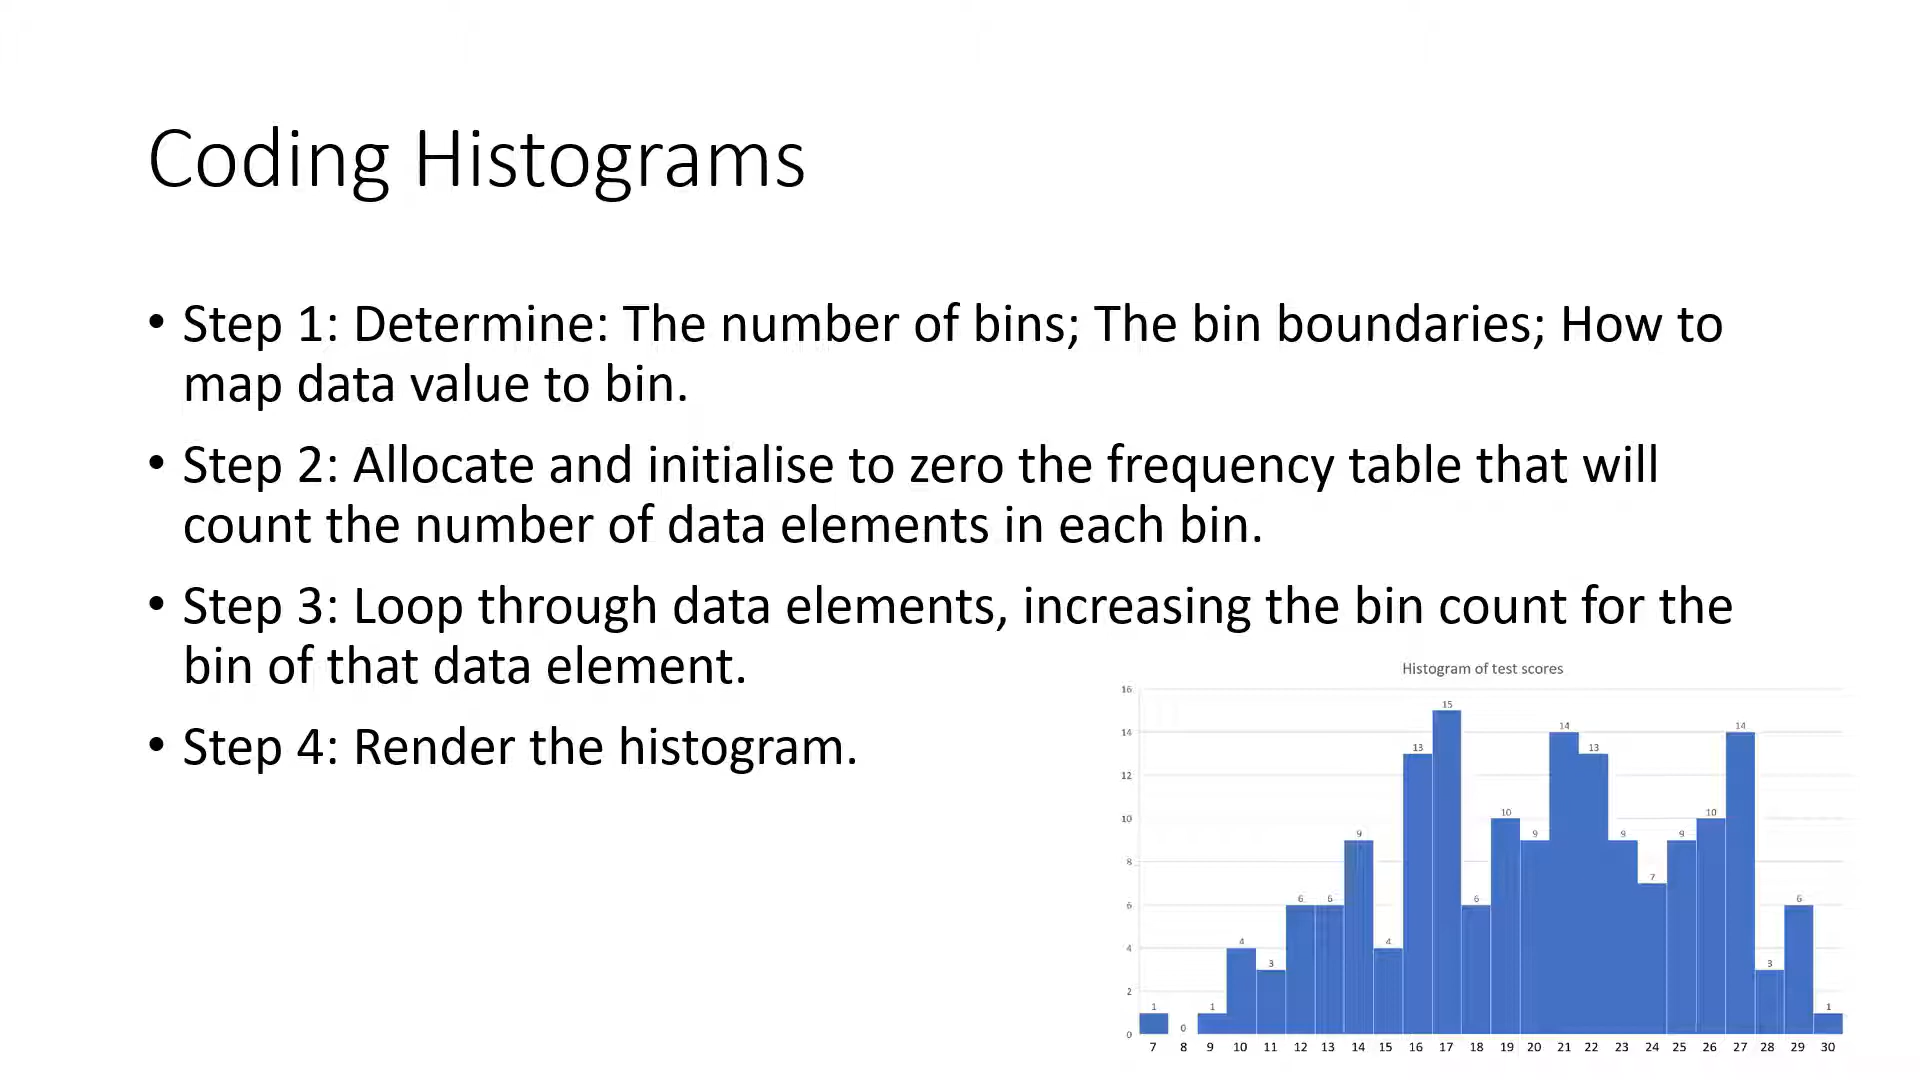 Coding Histograms
• Step 1: Determine: The number of bins; The bin boundaries; How to
map data value to bin.
• Step 2: Allocate and initialise to zero the frequency table that will
count the number of data elements in each bin.
• Step 3: Loop through data elements, increasing the bin count for the
bin of that data element.
• Step 4: Render the histogram.
Histogram of test scores
16
14
12
10
8
6
4
2
0
1 0 1 4 3 6 6 9 4 13 15 6 10 9 14 13 9 7 9 10 14 3 6 1
7 8 9 10 11 12 13 14 15 16 17 18 19 20 21 22 23 24 25 26 27 28 29 30